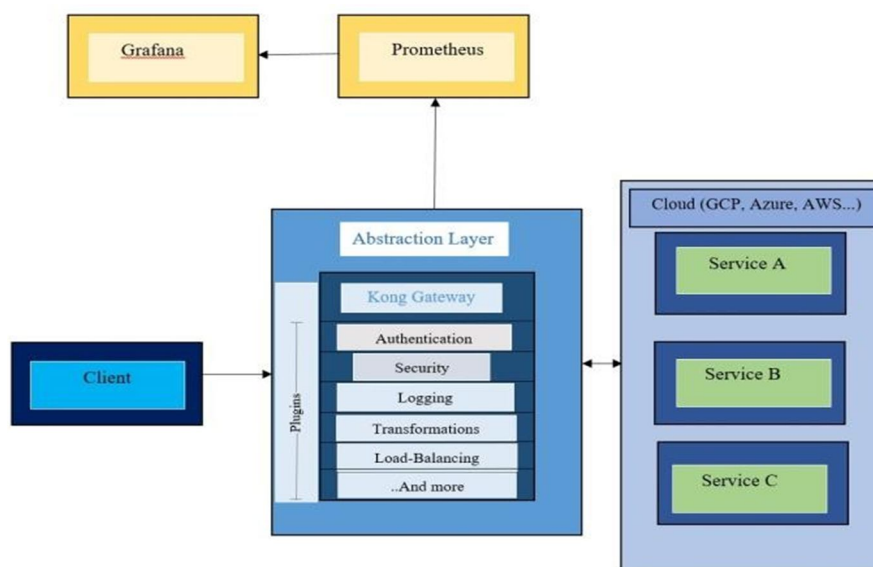 Grafana
Prometheus
Cloud (GCP, Azure, AWS...)
Abstraction Layer
Service A
Kong Gateway
Plugins
Authentication
Security
Logging
Transformations
Load-Balancing
..And more
Client
Service B
Service C